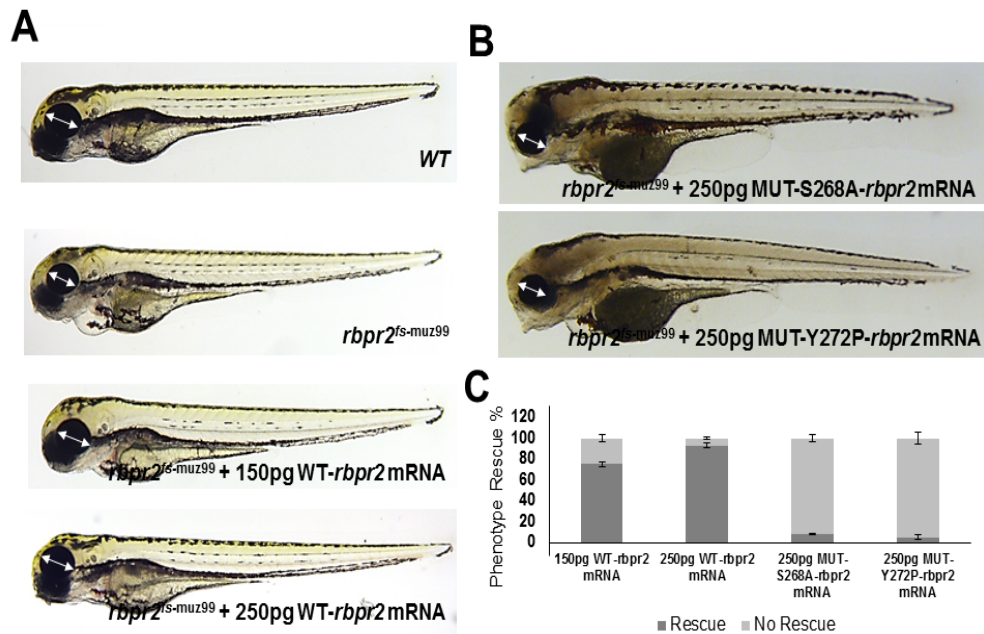 A
WT
rbpr2fs-muz99
rbpr2fs-muz99 + 150pg WT-rbpr2 mRNA
rbpr2fs-muz99 + 250pg WT-rbpr2 mRNA
B
rbpr2fs-muz99 + 250pg MUT-S268A-rbpr2 mRNA
rbpr2fs-muz99 + 250pg MUT-Y272P-rbpr2 mRNA
C
Phenotype Rescue %
120
100
80
60
40
20
0
150pg WT-rbpr2
mRNA
250pg WT-rbpr2
mRNA
250pg MUT-
S268A-rbpr2
mRNA
250pg MUT-
Y272P-rbpr2
mRNA
Rescue
No Rescue